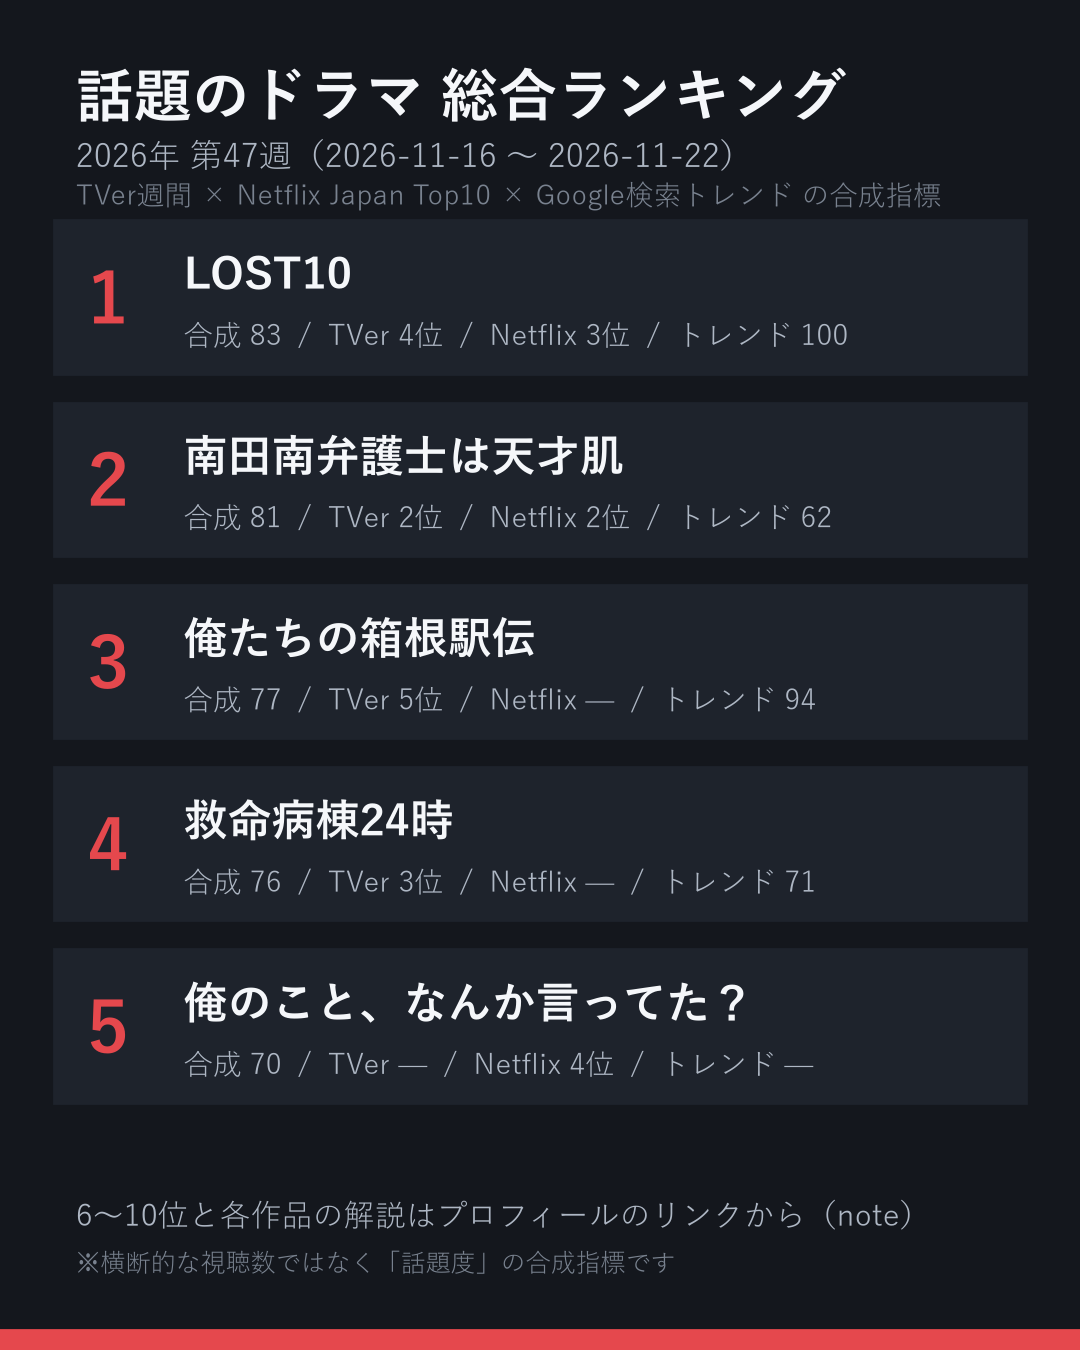 話題のドラマ 総合ランキング
2026年 第47週（2026-11-16 〜 2026-11-22）
TVer週間 × Netflix Japan Top10 × Google検索トレンド の合成指標
1
LOST10
合成 83 / TVer 4位 / Netflix 3位 / トレンド 100
2
南田南弁護士は天才肌
合成 81 / TVer 2位 / Netflix 2位 / トレンド 62
3
俺たちの箱根駅伝
合成 77 / TVer 5位 / Netflix — / トレンド 94
4
救命病棟24時
合成 76 / TVer 3位 / Netflix — / トレンド 71
5
俺のこと、なんか言ってた？
合成 70 / TVer — / Netflix 4位 / トレンド —
6〜10位と各作品の解説はプロフィールのリンクから（note）
※横断的な視聴数ではなく「話題度」の合成指標です